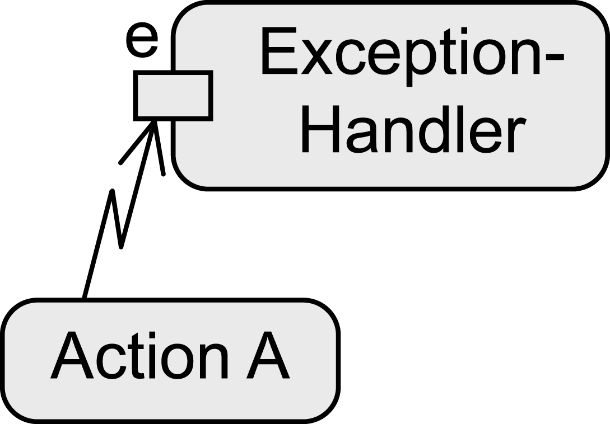 e
Exception-
Handler
Action A